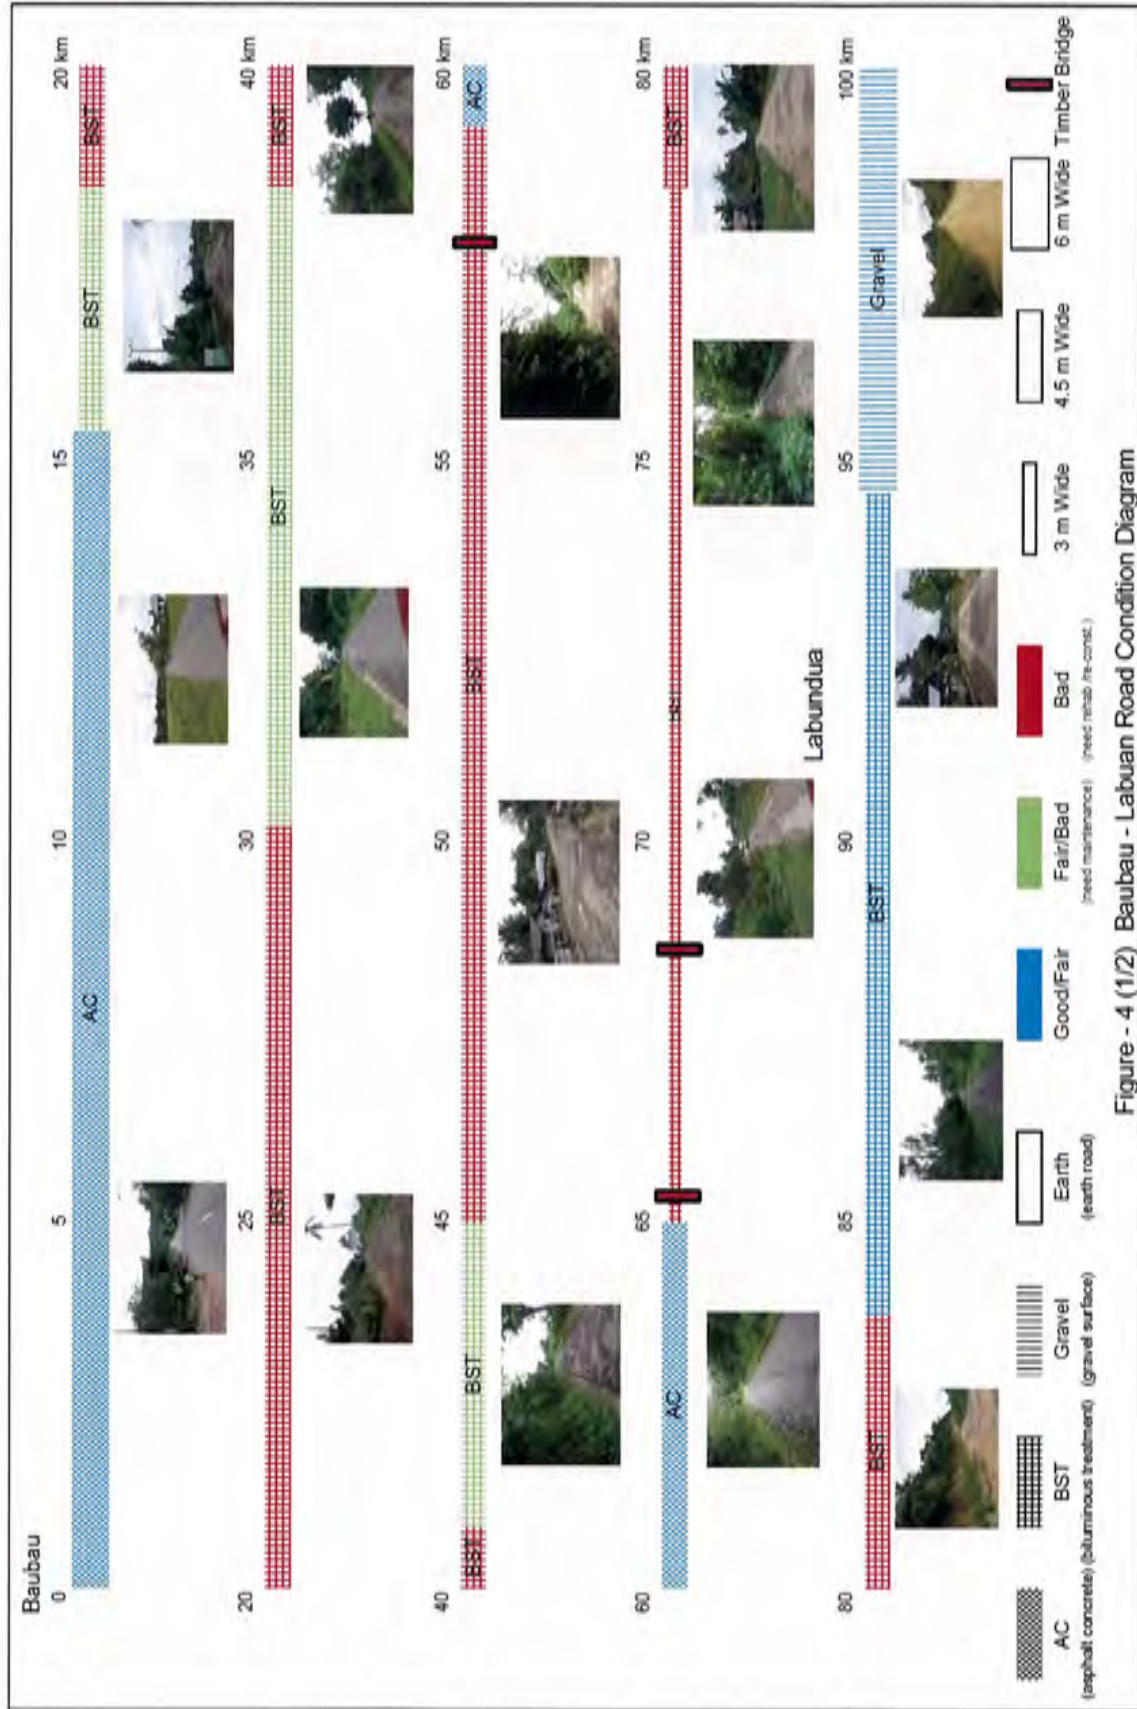 Baubau
0 5 10 15 20 km
AC BST BST
20 25 30 35 40 km
BST BST BST
40 45 50 55 60 km
BST BST BST AC
60 65 70 75 80 km
AC BST BST
Labundua
80 85 90 95 100 km
BST BST Gravel
AC BST Gravel Earth Good/Fair Fair/Bad Bad 3 m Wide 4.5 m Wide 6 m Wide Timber Bridge
(asphalt concrete) (bituminous treatment) (gravel surface) (earth road) (need maintenance) (need rehab /re-const.)
Figure - 4 (1/2) Baubau - Labuan Road Condition Diagram